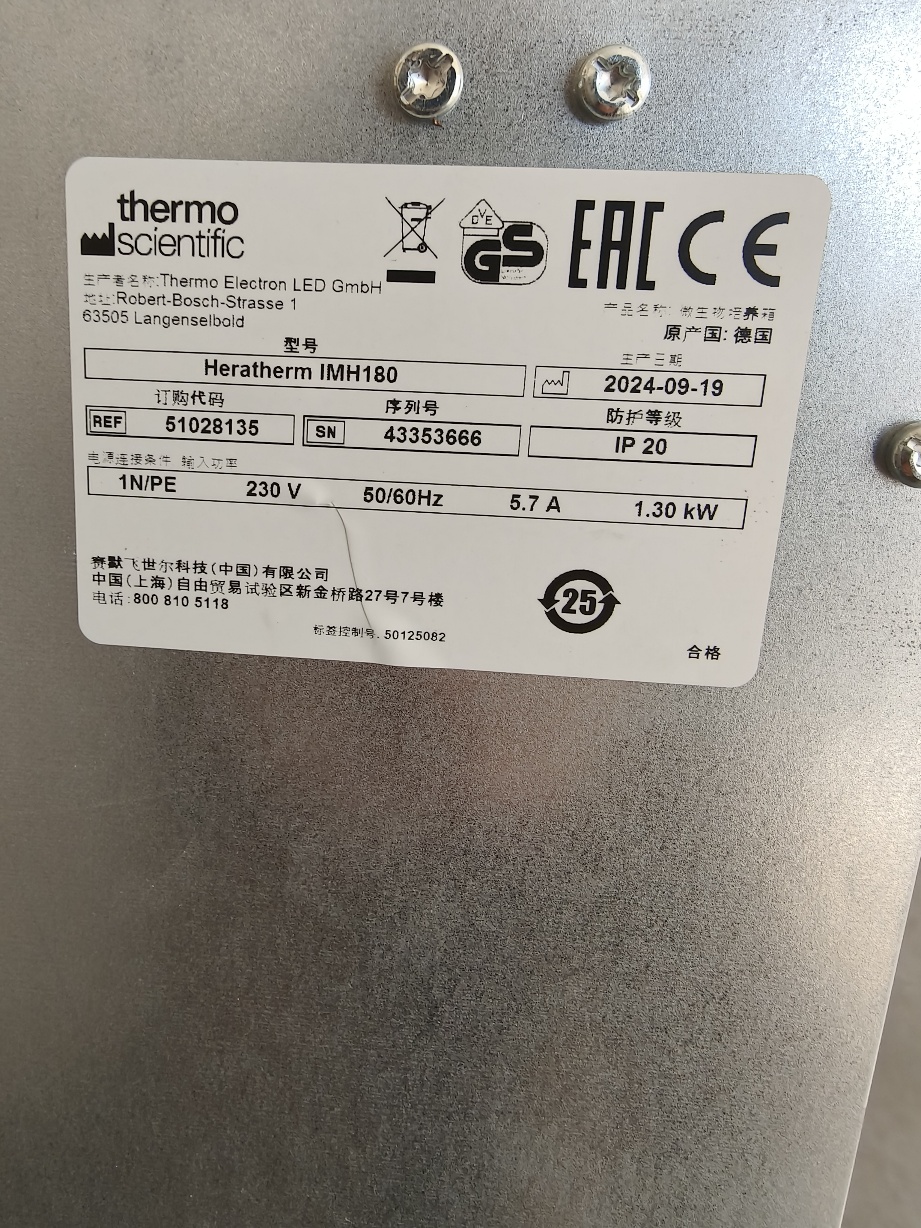 thermo
scientific
DVE
GS
EAC CE
生产者名称:Thermo Electron LED GmbH
地址:Robert-Bosch-Strasse 1
63505 Langenselbold
产品名称: 微生物培养箱
原产国: 德国
型号
Heratherm IMH180
生产日期
2024-09-19
订购代码
REF 51028135
序列号
SN 43353666
防护等级
IP 20
电源连接条件 输入功率
1N/PE 230 V 50/60Hz 5.7 A 1.30 kW
赛默飞世尔科技(中国)有限公司
中国(上海)自由贸易试验区新金桥路27号7号楼
电话:800 810 5118
25
标签控制号. 50125082
合格